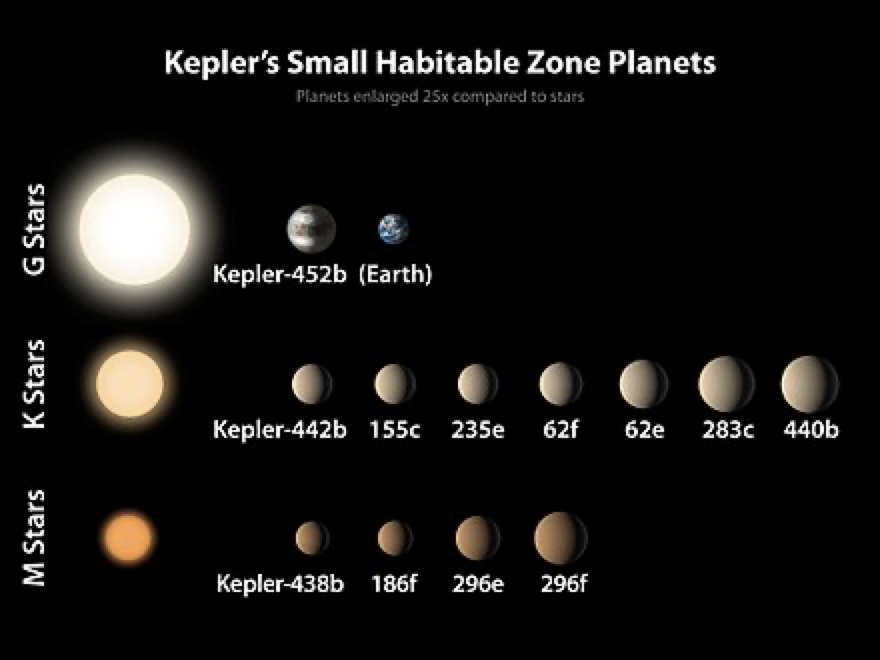 Kepler's Small Habitable Zone Planets
Planets enlarged 25x compared to stars
G Stars
Kepler-452b (Earth)
K Stars
Kepler-442b 155c 235e 62f 62e 283c 440b
M Stars
Kepler-438b 186f 296e 296f